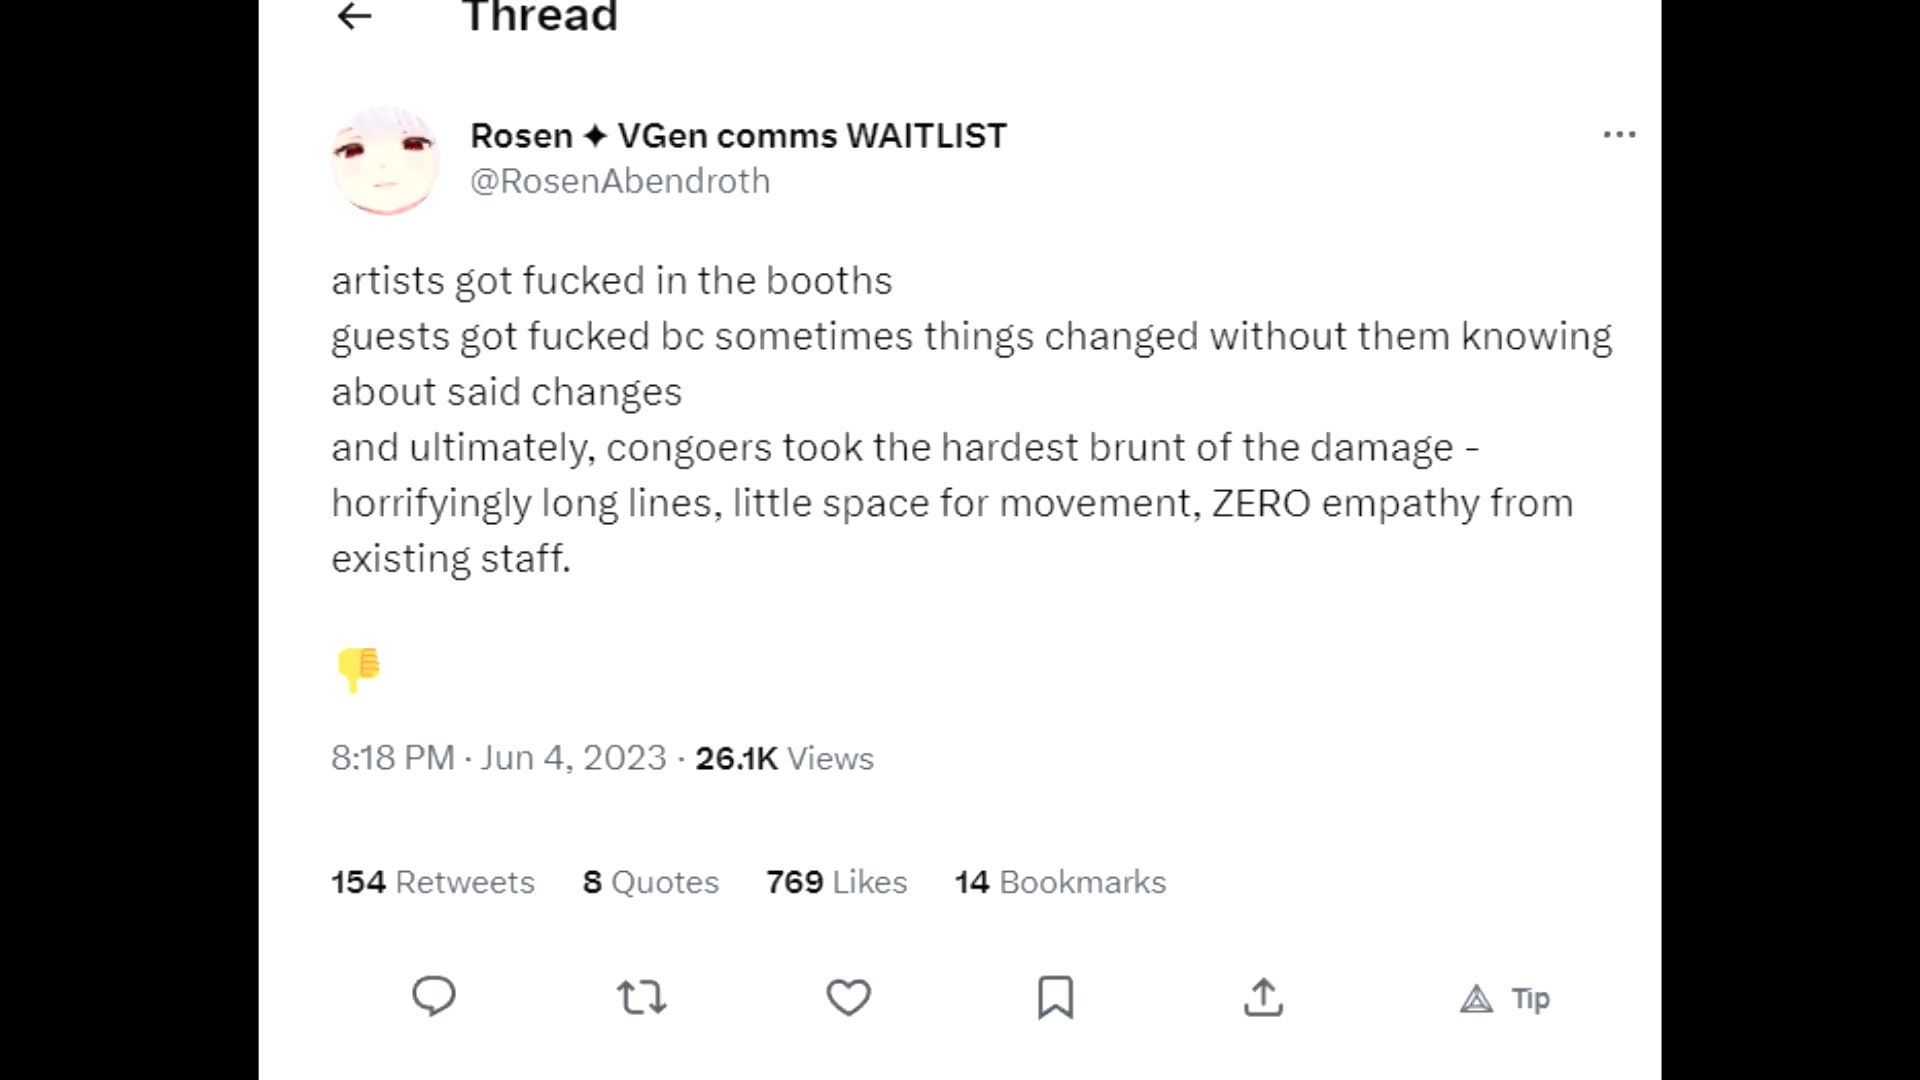 Thread
Rosen ✦ VGen comms WAITLIST
@RosenAbendroth
artists got fucked in the booths
guests got fucked bc sometimes things changed without them knowing
about said changes
and ultimately, congoers took the hardest brunt of the damage -
horrifyingly long lines, little space for movement, ZERO empathy from
existing staff.
👎
8:18 PM · Jun 4, 2023 · 26.1K Views
154 Retweets 8 Quotes 769 Likes 14 Bookmarks
Tip